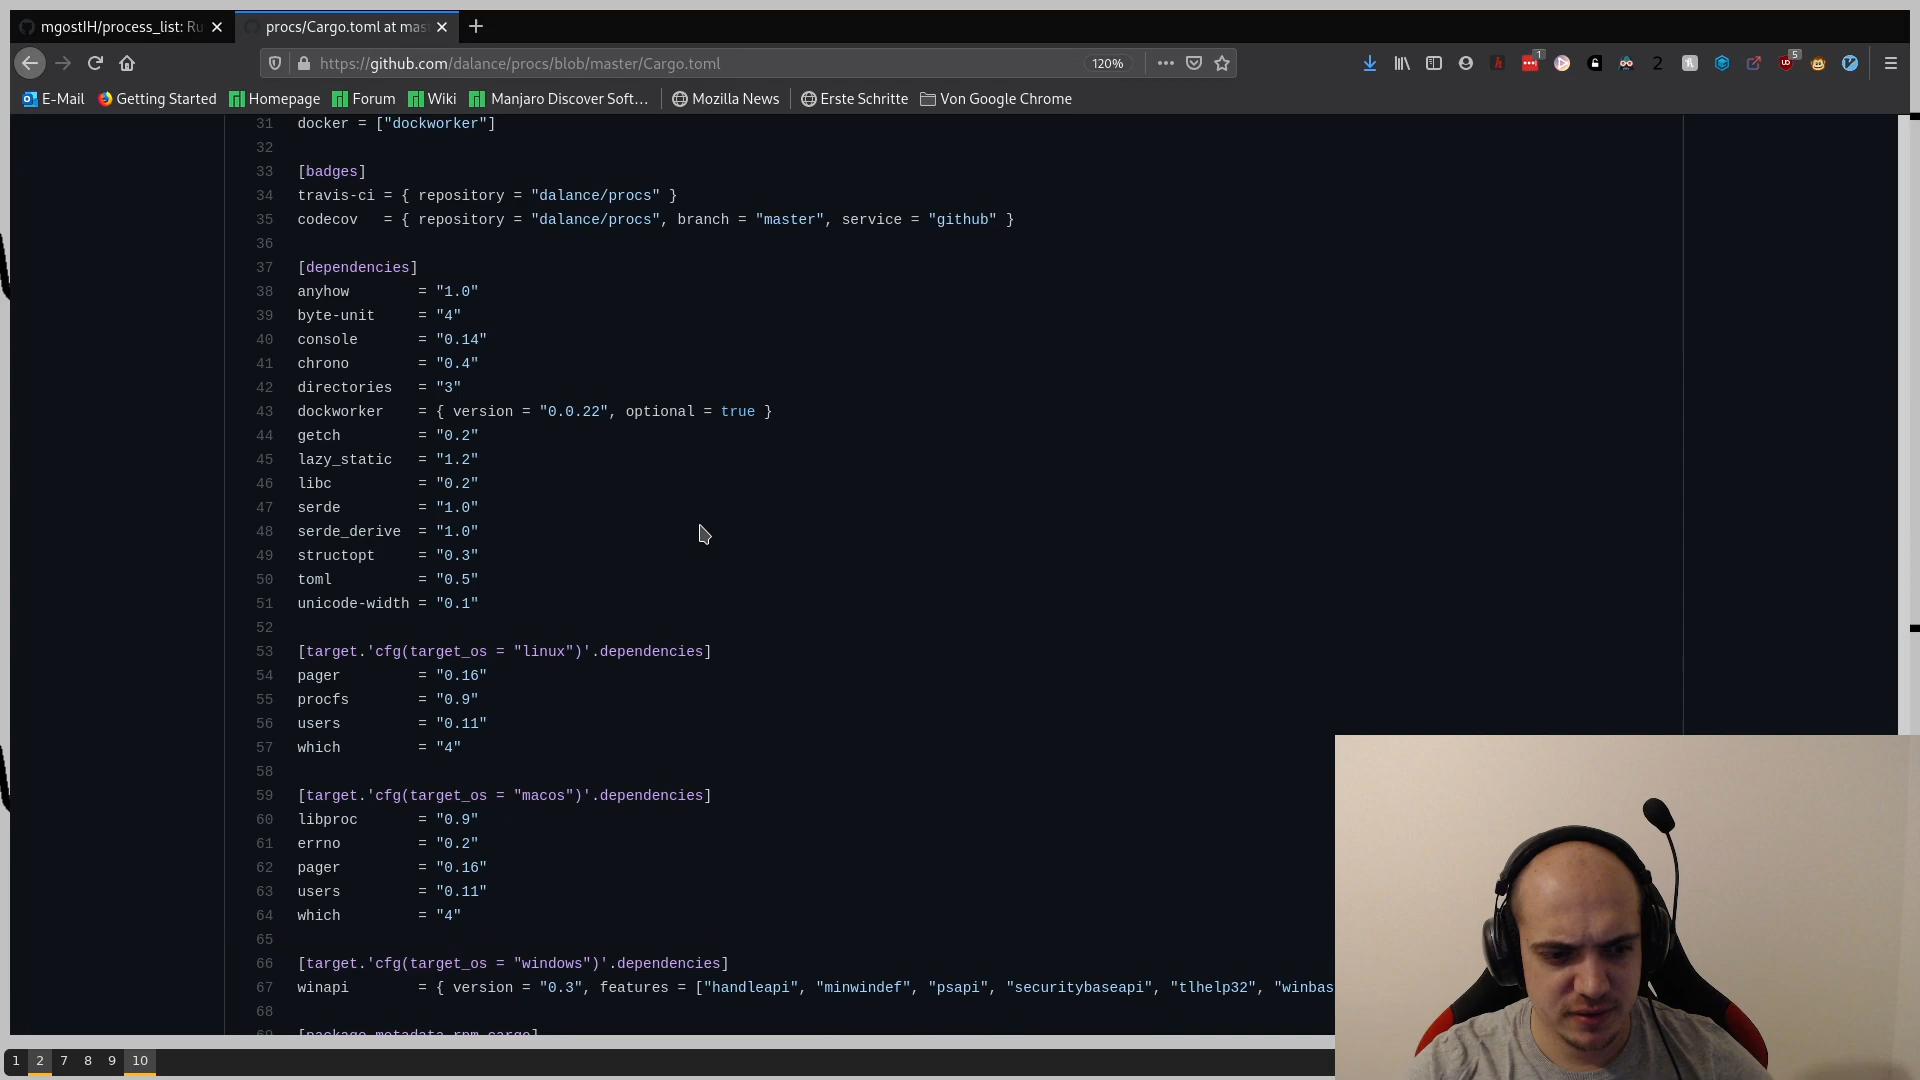 mgostIH/process_list: Ru
procs/Cargo.toml at mas
https://github.com/dalance/procs/blob/master/Cargo.toml
120%
1
2
5
E-Mail
Getting Started
Homepage
Forum
Wiki
Manjaro Discover Soft…
Mozilla News
Erste Schritte
Von Google Chrome
31 docker = ["dockworker"]
32
33 [badges]
34 travis-ci = { repository = "dalance/procs" }
35 codecov   = { repository = "dalance/procs", branch = "master", service = "github" }
36
37 [dependencies]
38 anyhow        = "1.0"
39 byte-unit     = "4"
40 console       = "0.14"
41 chrono        = "0.4"
42 directories   = "3"
43 dockworker    = { version = "0.0.22", optional = true }
44 getch         = "0.2"
45 lazy_static   = "1.2"
46 libc          = "0.2"
47 serde         = "1.0"
48 serde_derive  = "1.0"
49 structopt     = "0.3"
50 toml          = "0.5"
51 unicode-width = "0.1"
52
53 [target.'cfg(target_os = "linux")'.dependencies]
54 pager         = "0.16"
55 procfs        = "0.9"
56 users         = "0.11"
57 which         = "4"
58
59 [target.'cfg(target_os = "macos")'.dependencies]
60 libproc       = "0.9"
61 errno         = "0.2"
62 pager         = "0.16"
63 users         = "0.11"
64 which         = "4"
65
66 [target.'cfg(target_os = "windows")'.dependencies]
67 winapi        = { version = "0.3", features = ["handleapi", "minwindef", "psapi", "securitybaseapi", "tlhelp32", "winbas
68
69 [package.metadata.rpm.cargo]
1 2 7 8 9 10